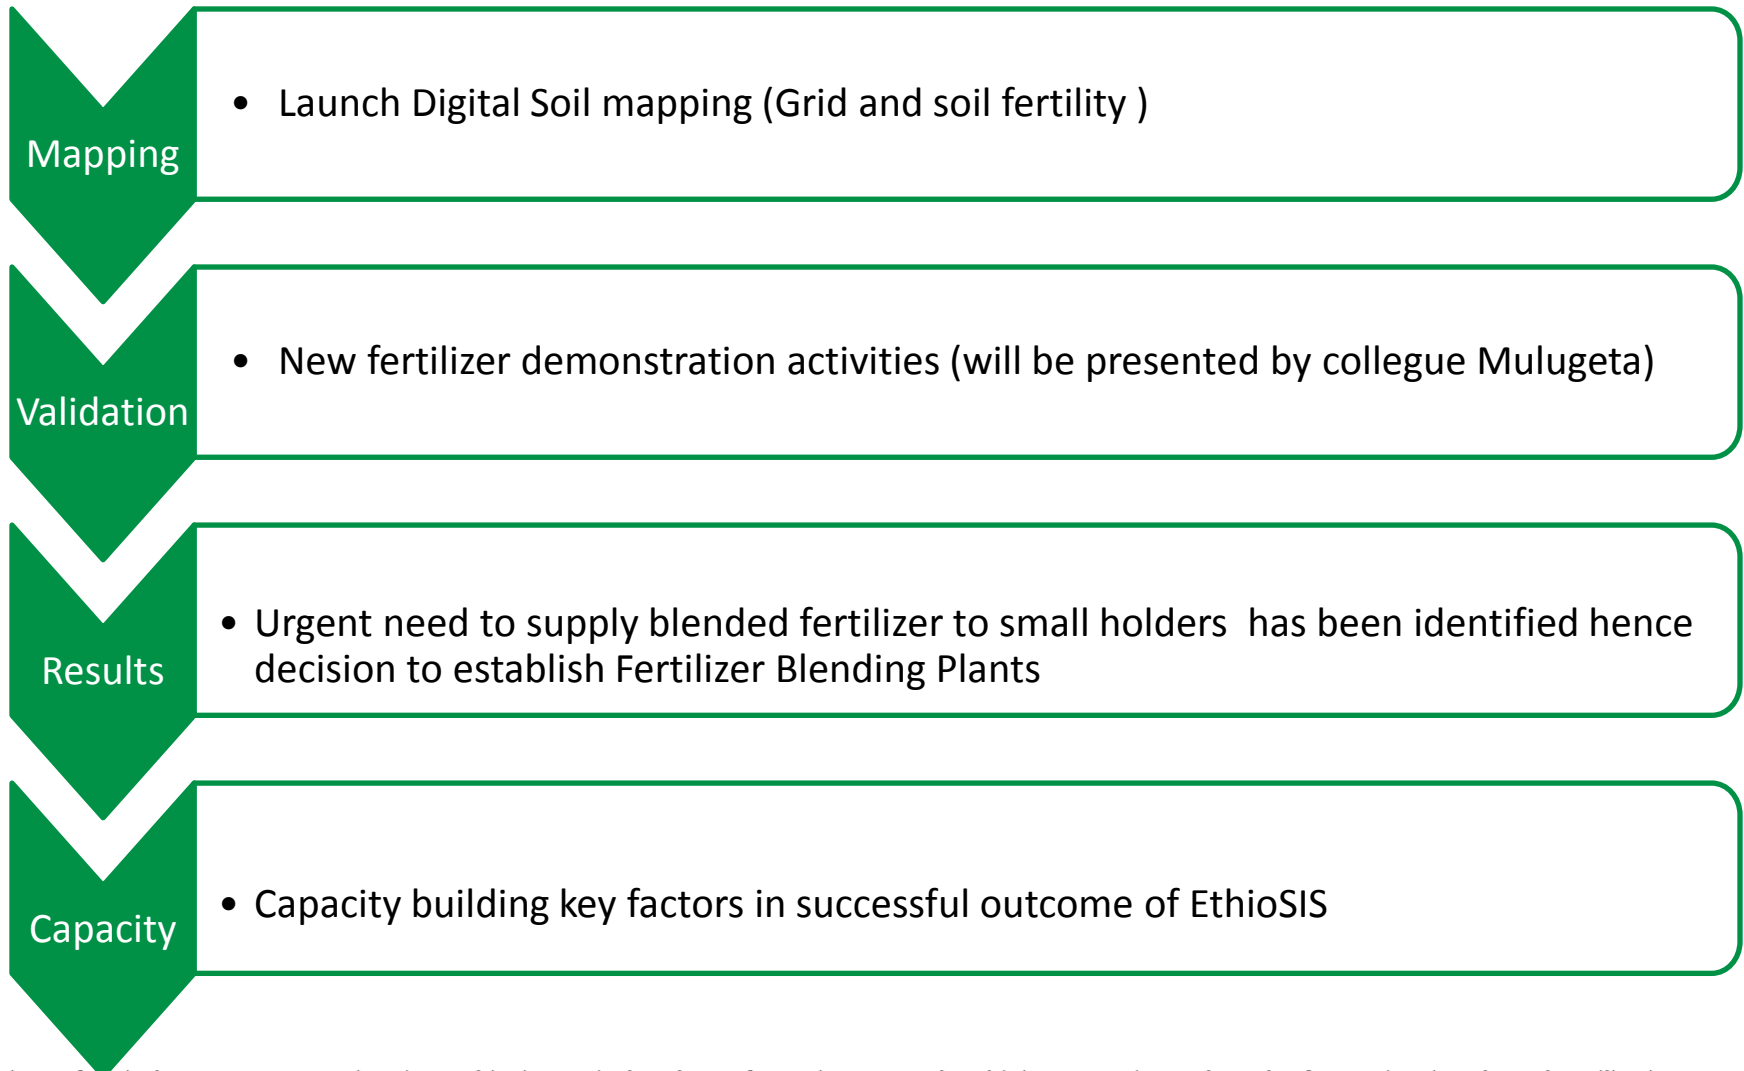 Mapping
• Launch Digital Soil mapping (Grid and soil fertility )
Validation
• New fertilizer demonstration activities (will be presented by collegue Mulugeta)
Results
• Urgent need to supply blended fertilizer to small holders has been identified hence
decision to establish Fertilizer Blending Plants
Capacity
• Capacity building key factors in successful outcome of EthioSIS